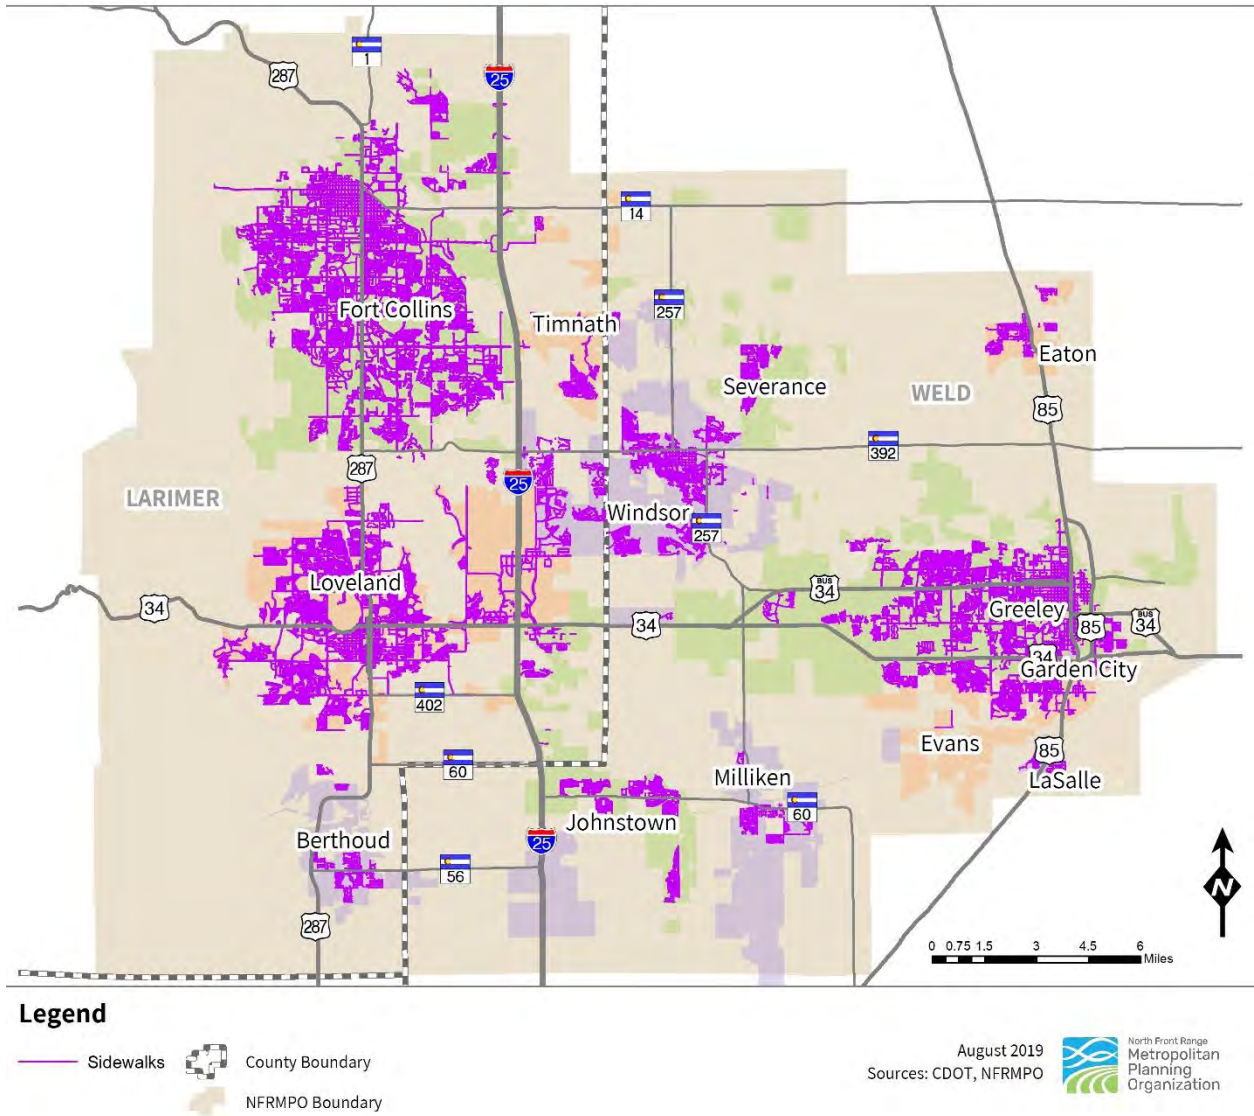 287
1
25
14
Fort Collins
Timnath
257
Severance
Eaton
WELD
85
392
287
25
LARIMER
Windsor
257
Loveland
BUS
34
Greeley
34
34
85
BUS
34
34
Garden City
402
Evans
85
60
Milliken
LaSalle
60
Johnstown
Berthoud
25
56
287
N
0 0.75 1.5 3 4.5 6
Miles
Legend
Sidewalks
County Boundary
NFRMPO Boundary
August 2019
Sources: CDOT, NFRMPO
North Front Range
Metropolitan
Planning
Organization